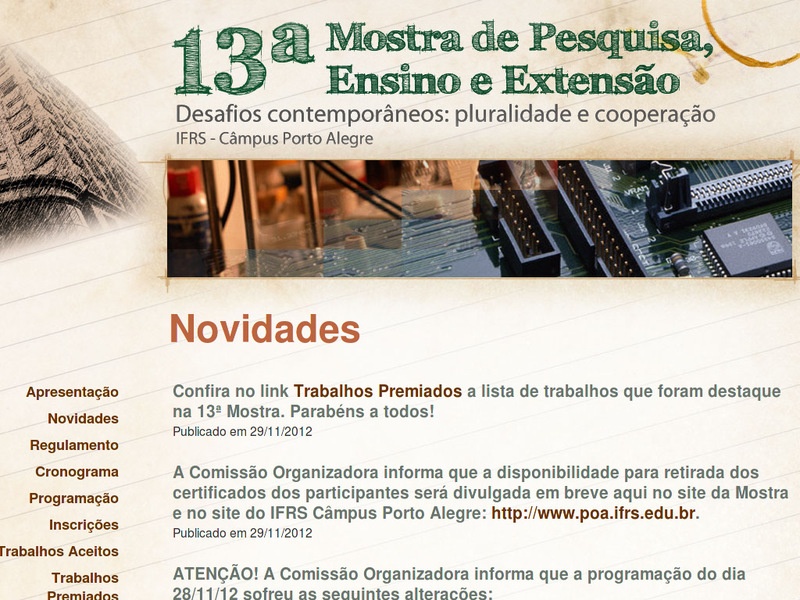 13ª Mostra de Pesquisa,
Ensino e Extensão
Desafios contemporâneos: pluralidade e cooperação
IFRS - Câmpus Porto Alegre
Novidades
Apresentação
Novidades
Regulamento
Cronograma
Programação
Inscrições
Trabalhos Aceitos
Trabalhos
Premiados
Confira no link Trabalhos Premiados a lista de trabalhos que foram destaque
na 13ª Mostra. Parabéns a todos!
Publicado em 29/11/2012
A Comissão Organizadora informa que a disponibilidade para retirada dos
certificados dos participantes será divulgada em breve aqui no site da Mostra
e no site do IFRS Câmpus Porto Alegre: http://www.poa.ifrs.edu.br.
Publicado em 29/11/2012
ATENÇÃO! A Comissão Organizadora informa que a programação do dia
28/11/12 sofreu as seguintes alterações: